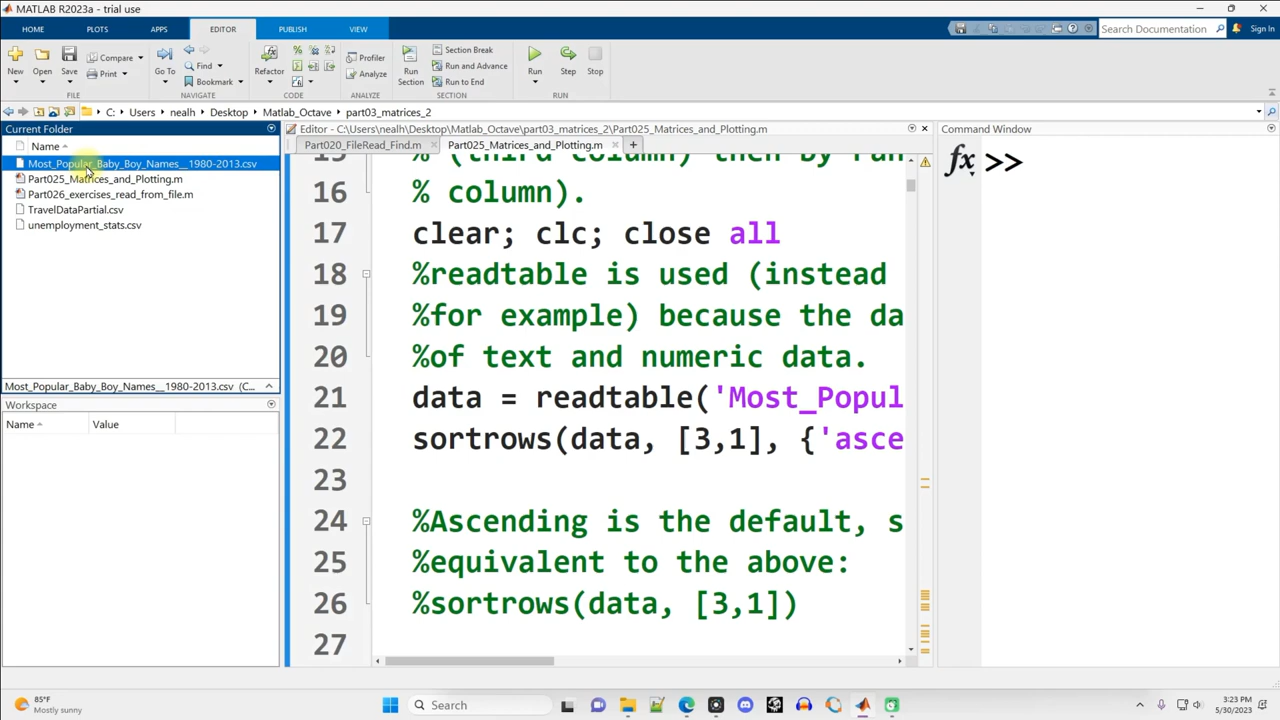 MATLAB R2023a - trial use
HOME PLOTS APPS EDITOR PUBLISH VIEW Search Documentation Sign In
New Open Save Compare Print Go To Find Bookmark Refactor Profiler Analyze Run Section Section Break Run and Advance Run to End Run Step Stop
FILE NAVIGATE CODE ANALYZE SECTION RUN
C: Users nealh Desktop Matlab_Octave part03_matrices_2
Current Folder
Name
Most_Popular_Baby_Boy_Names__1980-2013.csv
Part025_Matrices_and_Plotting.m
Part026_exercises_read_from_file.m
TravelDataPartial.csv
unemployment_stats.csv
Most_Popular_Baby_Boy_Names__1980-2013.csv (C...
Workspace
Name Value
Editor - C:\Users\nealh\Desktop\Matlab_Octave\part03_matrices_2\Part025_Matrices_and_Plotting.m
Part020_FileRead_Find.m Part025_Matrices_and_Plotting.m
15 % (third column) then by ran
16 % column).
17 clear; clc; close all
18 %readtable is used (instead
19 %for example) because the da
20 %of text and numeric data.
21 data = readtable('Most_Popul
22 sortrows(data, [3,1], {'asce
23
24 %Ascending is the default, s
25 %equivalent to the above:
26 %sortrows(data, [3,1])
27
Command Window
fx >>
85°F
Mostly sunny
Search
3:23 PM
5/30/2023